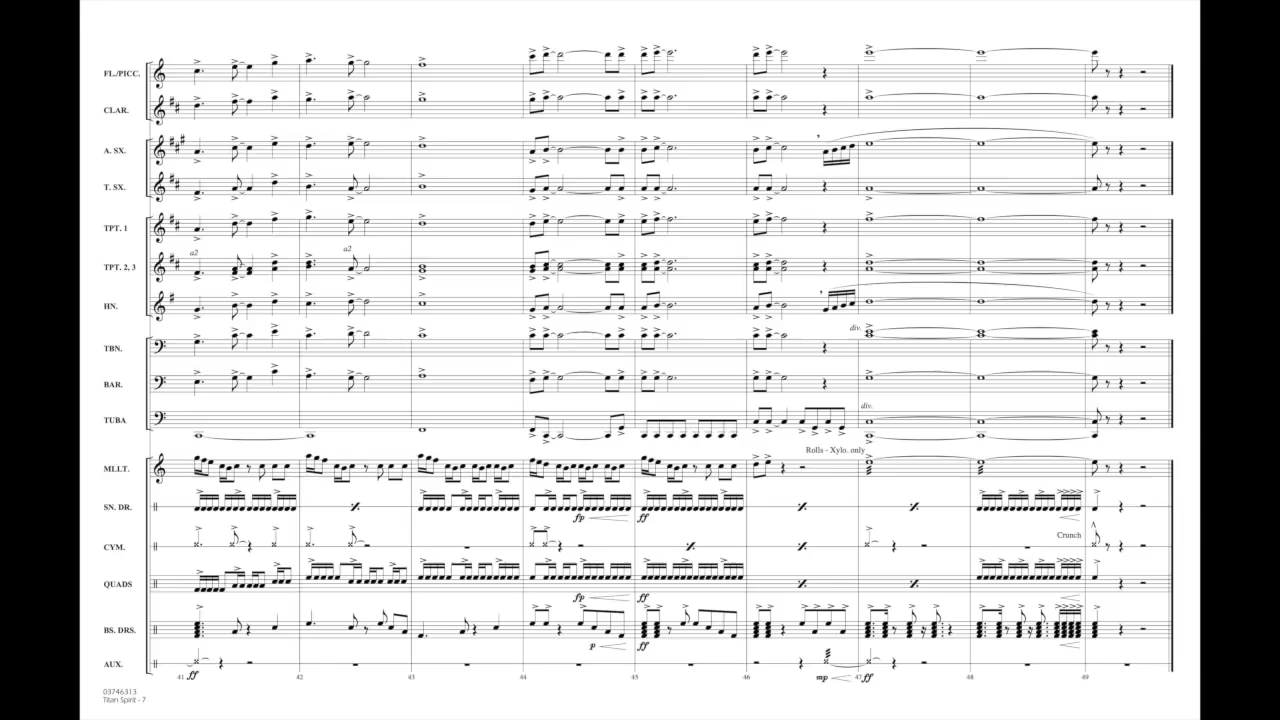 FL./PICC.
CLAR.
A. SX.
T. SX.
TPT. 1
a2 a2
TPT. 2, 3
HN.
div.
TBN.
BAR.
div.
TUBA
Rolls - Xylo. only
MLLT.
SN. DR.
fp ff
Crunch
CYM.
QUADS
fp ff
BS. DRS.
p ff
AUX.
ff mp ff
41 42 43 44 45 46 47 48 49
03746313
Titan Spirit - 7